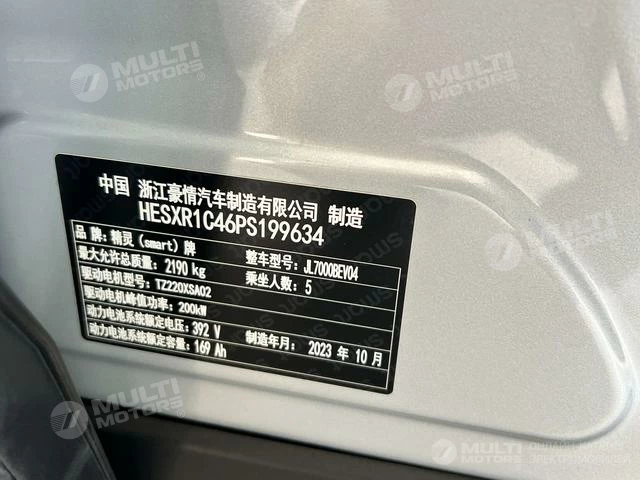 MULTI MOTORS
MULTI MOTORS
中国 浙江豪情汽车制造有限公司 制造
HESXR1C46PS199634
品牌：精灵(smart)牌
整车型号：JL7000BEV04
最大允许总质量：2190 kg
乘坐人数：5
驱动电机型号：TZ220XSA02
驱动电机峰值功率：200kW
动力电池系统额定电压：392 V
制造年月：2023 年 10 月
动力电池系统额定容量：169 Ah
MULTI MOTORS
MULTI MOTORS